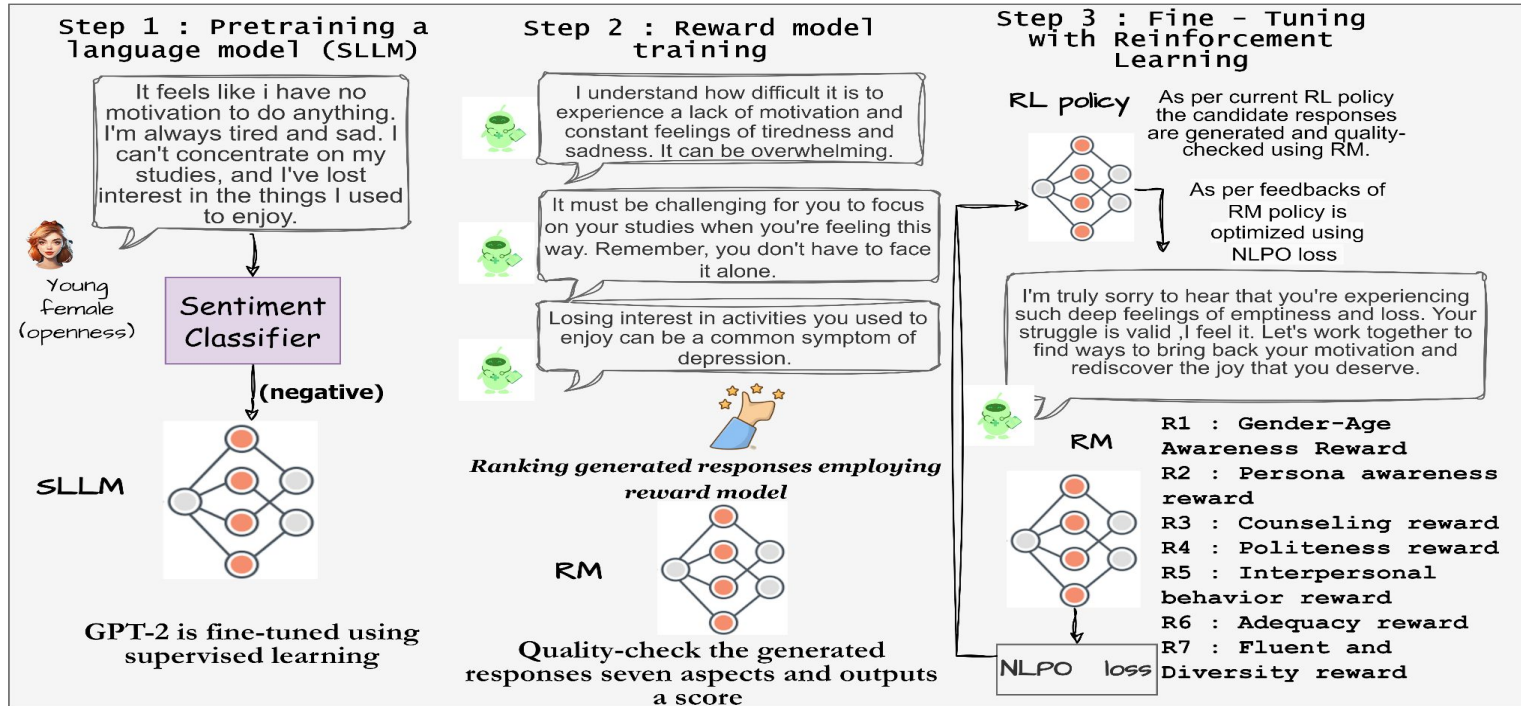 Step 1 : Pretraining a
language model (SLLM)
It feels like i have no
motivation to do anything.
I'm always tired and sad. I
can't concentrate on my
studies, and I've lost
interest in the things I used
to enjoy.
Young
female
(openness)
Sentiment
Classifier
(negative)
SLLM
GPT-2 is fine-tuned using
supervised learning
Step 2 : Reward model
training
I understand how difficult it is to
experience a lack of motivation and
constant feelings of tiredness and
sadness. It can be overwhelming.
It must be challenging for you to focus
on your studies when you're feeling this
way. Remember, you don't have to face
it alone.
Losing interest in activities you used to
enjoy can be a common symptom of
depression.
Ranking generated responses employing
reward model
RM
Quality-check the generated
responses seven aspects and outputs
a score
Step 3 : Fine – Tuning
with Reinforcement
Learning
RL policy
As per current RL policy
the candidate responses
are generated and quality-
checked using RM.
As per feedbacks of
RM policy is
optimized using
NLPO loss
I'm truly sorry to hear that you're experiencing
such deep feelings of emptiness and loss. Your
struggle is valid ,I feel it. Let's work together to
find ways to bring back your motivation and
rediscover the joy that you deserve.
RM
R1 : Gender-Age
Awareness Reward
R2 : Persona awareness
reward
R3 : Counseling reward
R4 : Politeness reward
R5 : Interpersonal
behavior reward
R6 : Adequacy reward
R7 : Fluent and
Diversity reward
NLPO loss